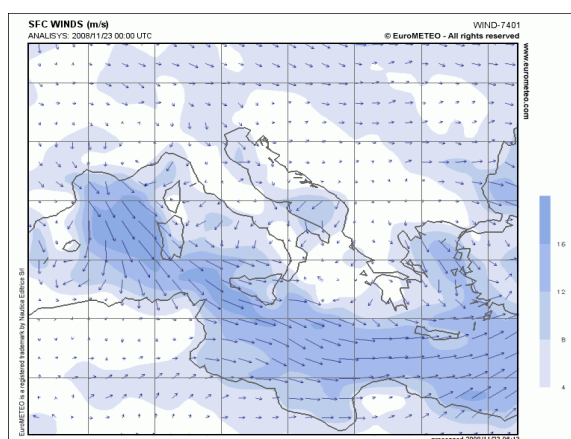 SFC WINDS (m/s)
WIND-7401
ANALISYS: 2008/11/23 00:00 UTC
© EuroMETEO - All rights reserved
www.eurometeo.com
EuroMETEO is a registered trademark by Nautica Editrice Srl
16
12
8
4